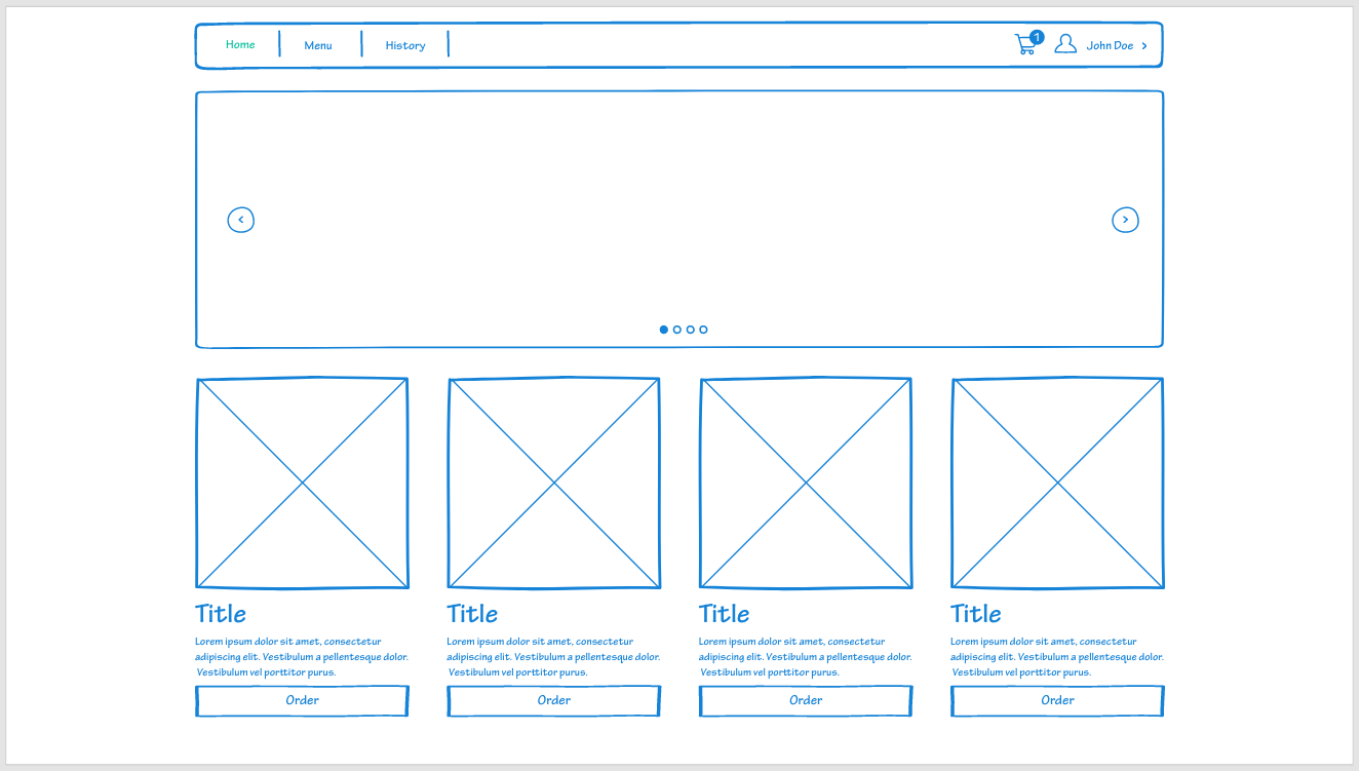 Home
Menu
History
1
John Doe
Title
Lorem ipsum dolor sit amet, consectetur
adipiscing elit. Vestibulum a pellentesque dolor.
Vestibulum vel porttitor purus.
Order
Title
Lorem ipsum dolor sit amet, consectetur
adipiscing elit. Vestibulum a pellentesque dolor.
Vestibulum vel porttitor purus.
Order
Title
Lorem ipsum dolor sit amet, consectetur
adipiscing elit. Vestibulum a pellentesque dolor.
Vestibulum vel porttitor purus.
Order
Title
Lorem ipsum dolor sit amet, consectetur
adipiscing elit. Vestibulum a pellentesque dolor.
Vestibulum vel porttitor purus.
Order